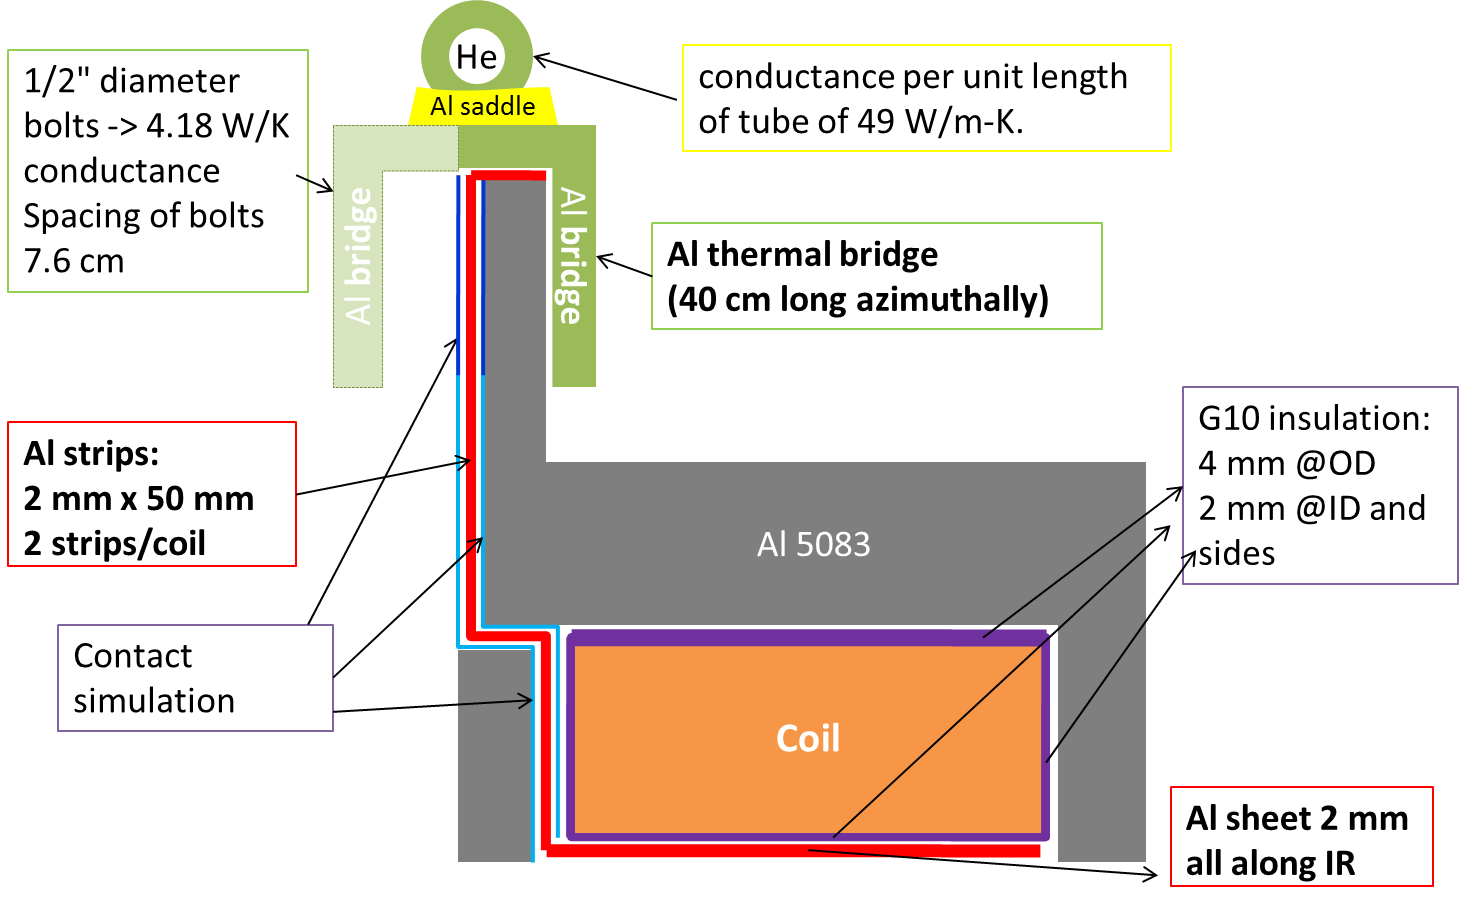 He
Al saddle
1/2" diameter
bolts -> 4.18 W/K
conductance
Spacing of bolts
7.6 cm
conductance per unit length
of tube of 49 W/m-K.
Al bridge
Al bridge
Al thermal bridge
(40 cm long azimuthally)
Al strips:
2 mm x 50 mm
2 strips/coil
G10 insulation:
4 mm @OD
2 mm @ID and
sides
Al 5083
Contact
simulation
Coil
Al sheet 2 mm
all along IR